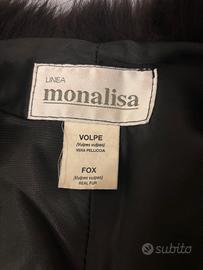 LINEA
monalisa
VOLPE
(Vulpes vulpes)
VERA PELLICCIA
FOX
(Vulpes vulpes)
REAL FUR
subito